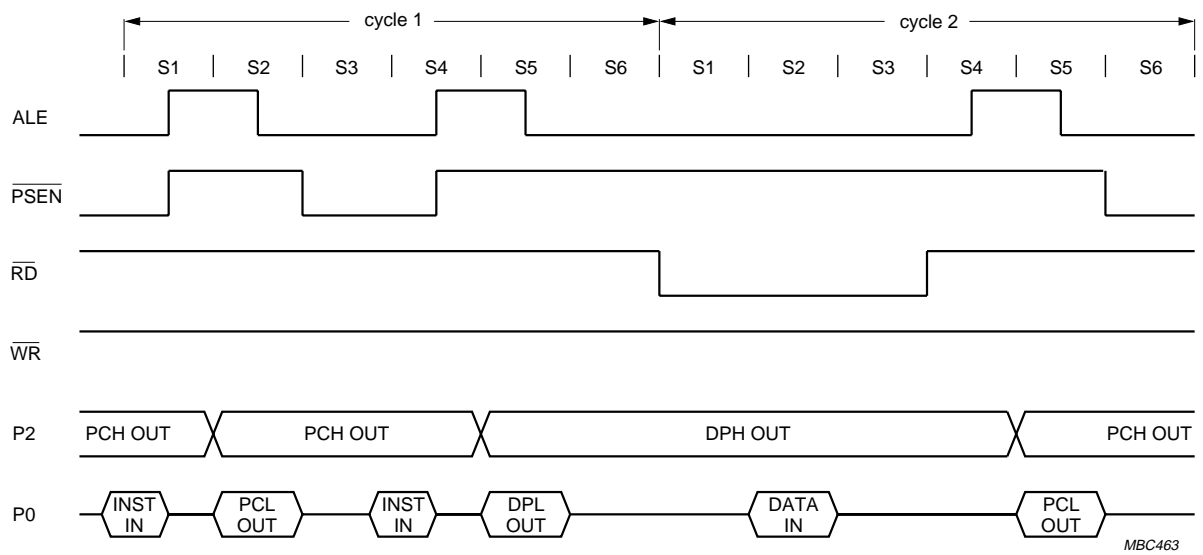 cycle 1 cycle 2
S1 S2 S3 S4 S5 S6 S1 S2 S3 S4 S5 S6
ALE
PSEN
RD
WR
P2 PCH OUT PCH OUT DPH OUT PCH OUT
P0 INST IN PCL OUT INST IN DPL OUT DATA IN PCL OUT
MBC463